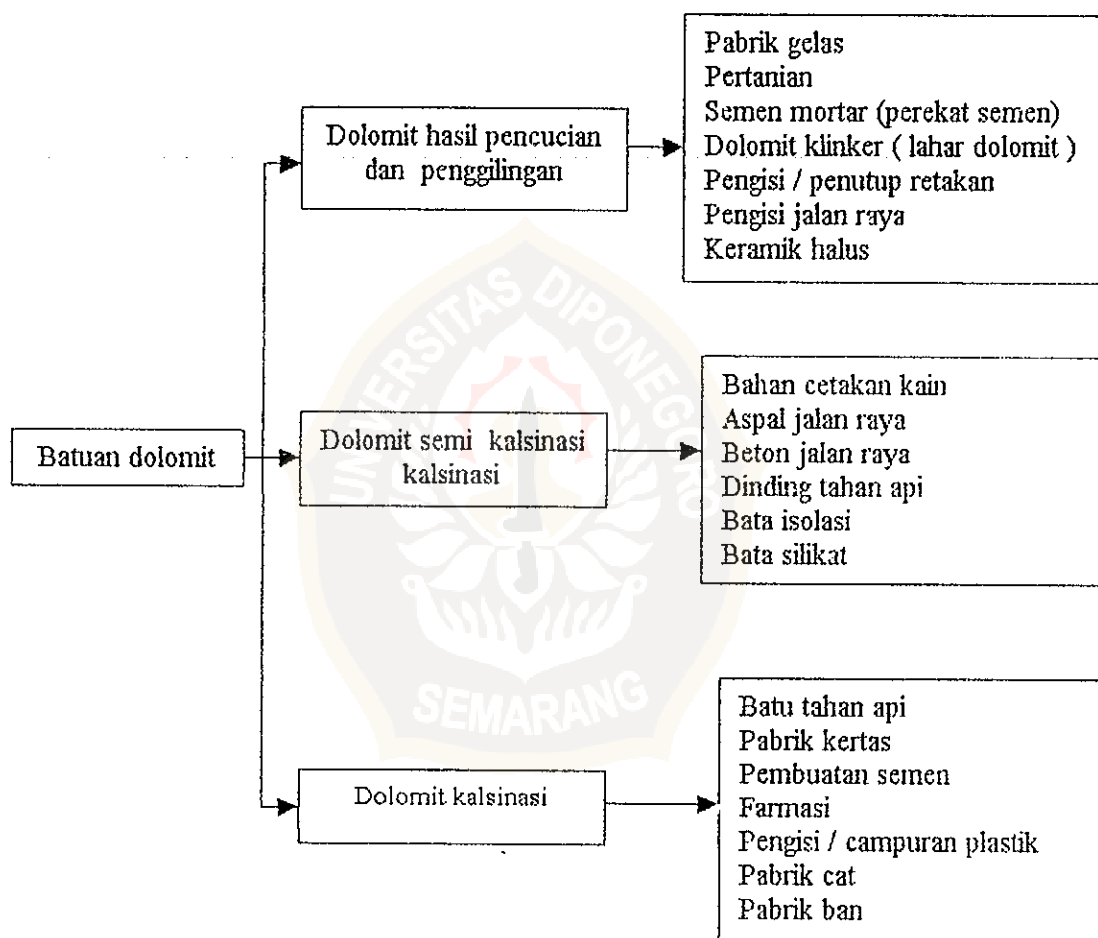 Pabrik gelas
Pertanian
Semen mortar (perekat semen)
Dolomit klinker ( lahar dolomit )
Pengisi / penutup retakan
Pengisi jalan raya
Keramik halus
Dolomit hasil pencucian
dan penggilingan
Batuan dolomit
Dolomit semi kalsinasi
kalsinasi
Bahan cetakan kain
Aspal jalan raya
Beton jalan raya
Dinding tahan api
Bata isolasi
Bata silikat
Dolomit kalsinasi
Batu tahan api
Pabrik kertas
Pembuatan semen
Farmasi
Pengisi / campuran plastik
Pabrik cat
Pabrik ban
UNIVERSITAS DIPONEGORO
SEMARANG